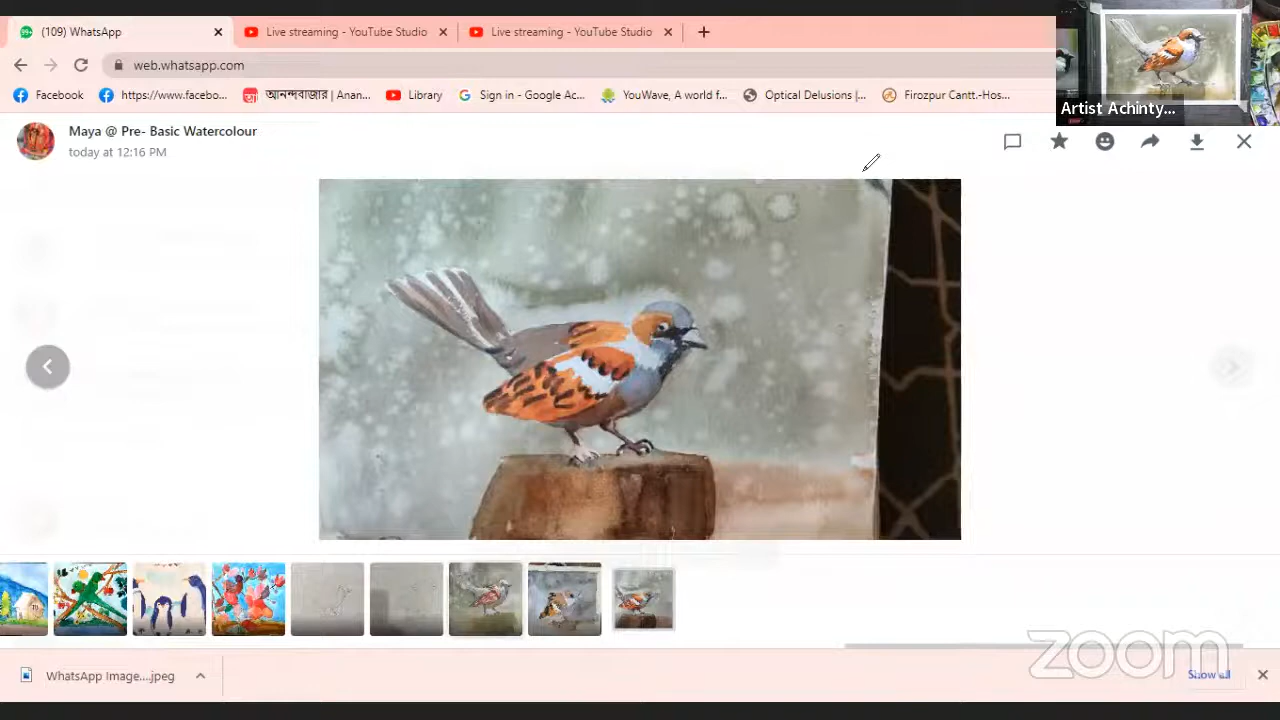 99+ (109) WhatsApp
Live streaming - YouTube Studio
Live streaming - YouTube Studio
web.whatsapp.com
Facebook
https://www.facebo...
আনন্দবাজার | Anan...
Library
Sign in - Google Ac...
YouWave, A world f...
Optical Delusions |...
Firozpur Cantt.-Hos...
Artist Achinty...
Maya @ Pre- Basic Watercolour
today at 12:16 PM
zoom
WhatsApp Image....jpeg
Show all